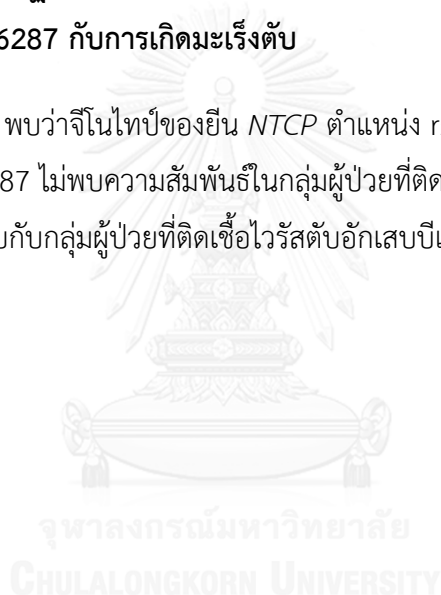 6287 กับการเกิดมะเร็งตับ
พบว่าจีโนไทป์ของยีน NTCP ตำแหน่ง r
87 ไม่พบความสัมพันธ์ในกลุ่มผู้ป่วยที่ติด
บกับกลุ่มผู้ป่วยที่ติดเชื้อไวรัสตับอักเสบบีเ
จุฬาลงกรณ์มหาวิทยาลัย
CHULALONGKORN UNIVERSITY